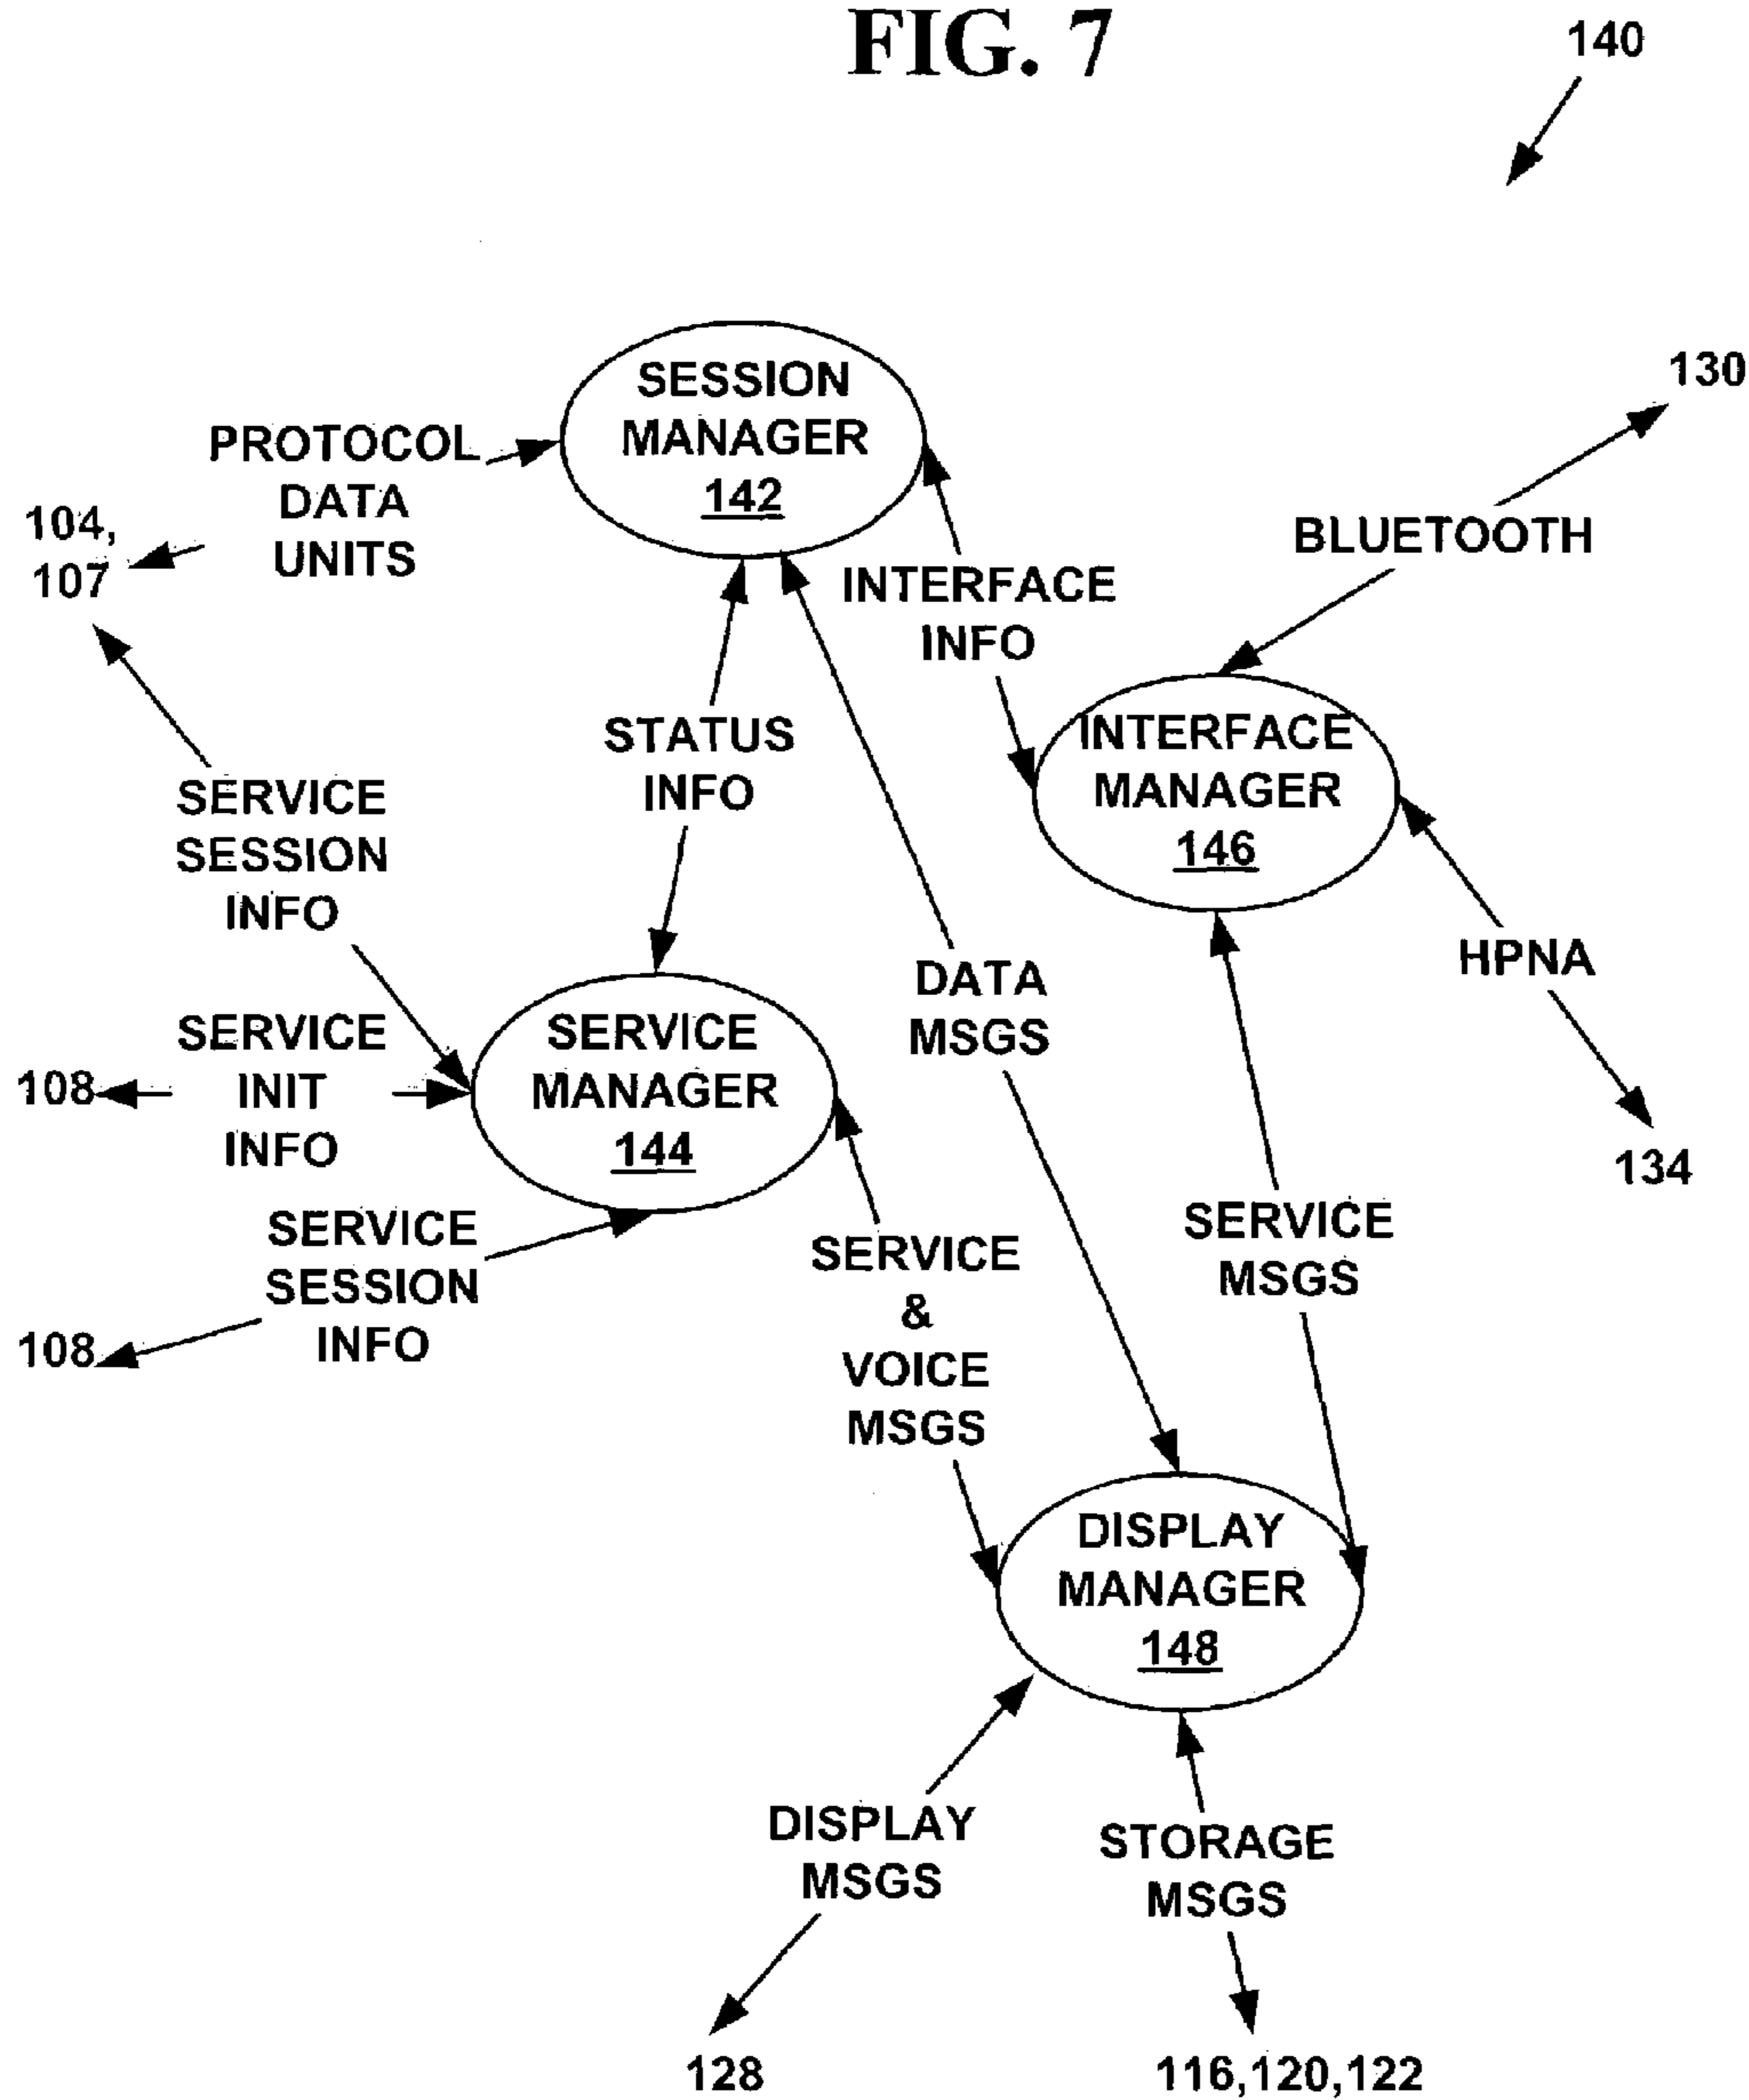 FIG. 7
140
SESSION
MANAGER
142
130
PROTOCOL
DATA
UNITS
104,
107
BLUETOOTH
INTERFACE
INFO
STATUS
INFO
INTERFACE
MANAGER
146
SERVICE
SESSION
INFO
HPNA
DATA
MSGS
SERVICE
INIT
INFO
108
SERVICE
MANAGER
144
134
SERVICE
MSGS
SERVICE
SESSION
INFO
108
SERVICE
&
VOICE
MSGS
DISPLAY
MANAGER
148
DISPLAY
MSGS
STORAGE
MSGS
128
116,120,122